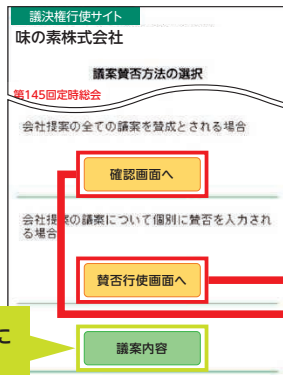 議決権行使サイト
味の素株式会社
議案賛否方法の選択
第145回定時総会
会社提案の全ての議案を賛成とされる場合
確認画面へ
会社提案の議案について個別に賛否を入力され
る場合
賛否行使画面へ
に
議案内容